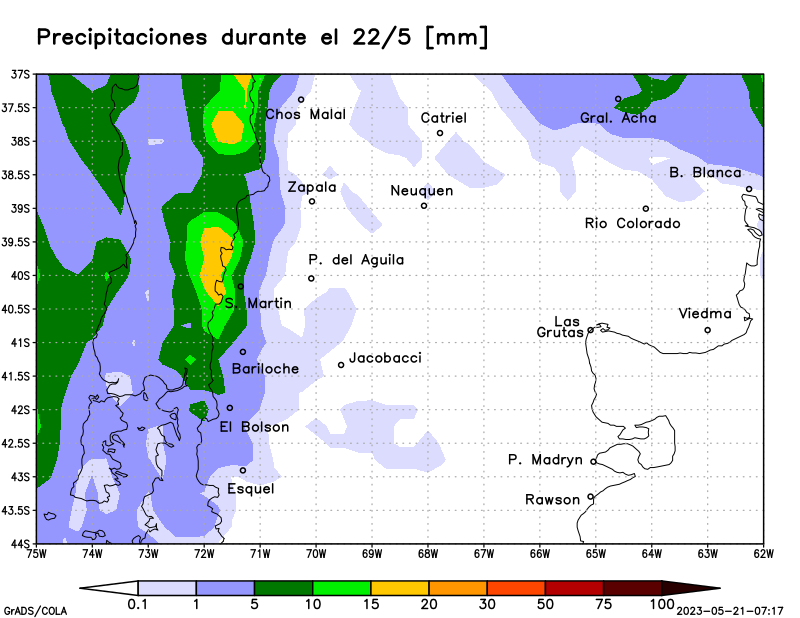 Precipitaciones durante el 22/5 [mm]
37S
37.5S
Chos Malal
Catriel
Gral. Acha
38S
38.5S
B. Blanca
Zapala
Neuquen
39S
Rio Colorado
39.5S
P. del Aguila
40S
S. Martin
40.5S
Las
Grutas
Viedma
41S
Jacobacci
Bariloche
41.5S
42S
El Bolson
42.5S
P. Madryn
43S
Esquel
Rawson
43.5S
44S
75W 74W 73W 72W 71W 70W 69W 68W 67W 66W 65W 64W 63W 62W
0.1 1 5 10 15 20 30 50 75 100
GrADS/COLA
2023-05-21-07:17